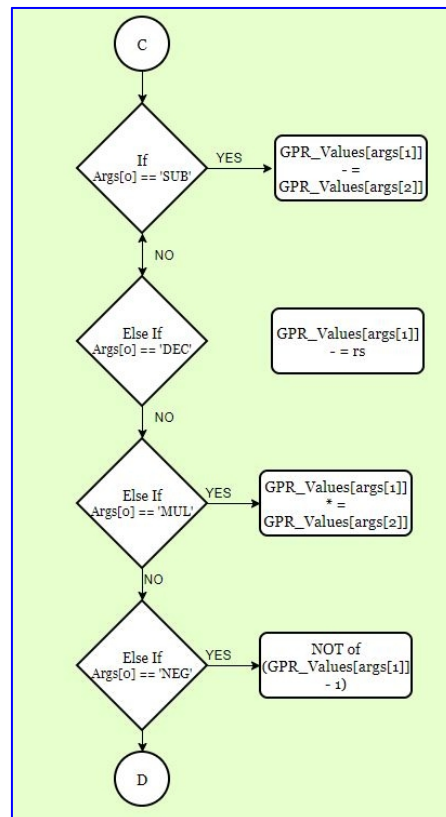 C
If
Args[0] == 'SUB'
YES
GPR_Values[args[1]]
- =
GPR_Values[args[2]]
NO
Else If
Args[0] == 'DEC'
GPR_Values[args[1]]
- = rs
NO
Else If
Args[0] == 'MUL'
YES
GPR_Values[args[1]]
* =
GPR_Values[args[2]]
NO
Else If
Args[0] == 'NEG'
YES
NOT of
(GPR_Values[args[1]]
- 1)
D